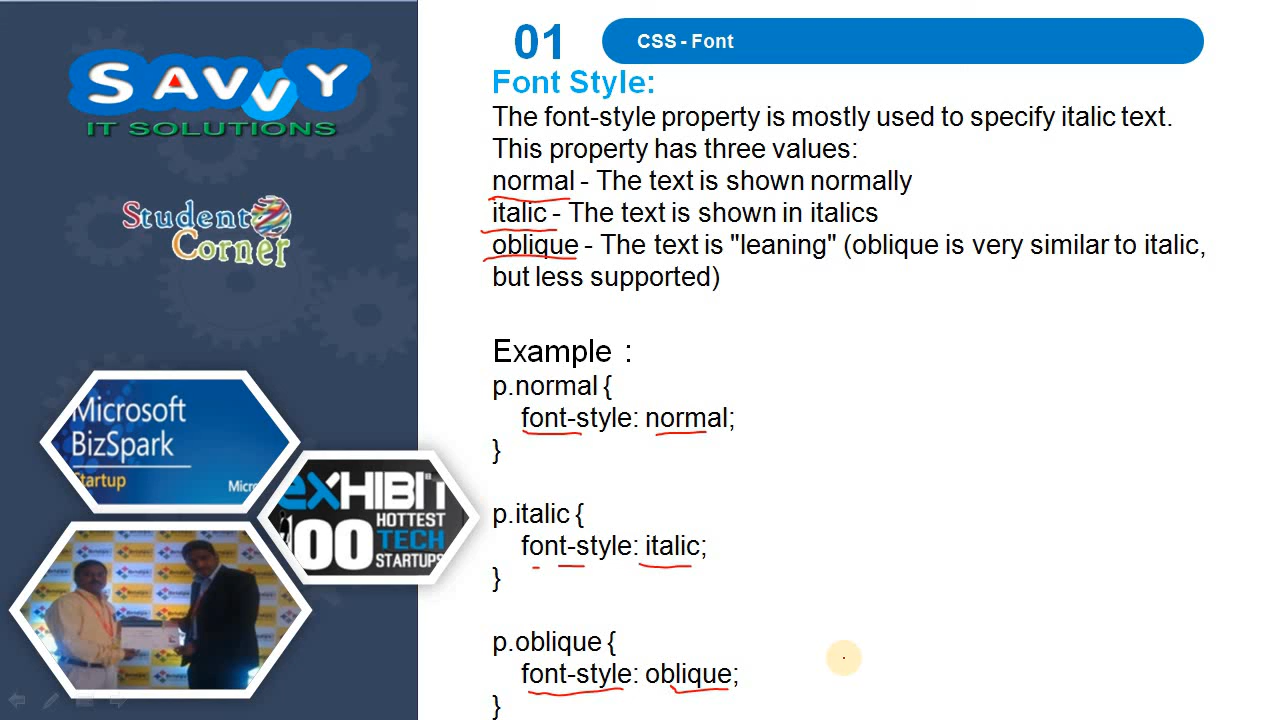 SAVVY
IT SOLUTIONS
Student
Corner
Microsoft
BizSpark
Startup
Micro
eXHIBIT
100
HOTTEST
TECH
STARTUPS
01
CSS - Font
Font Style:
The font-style property is mostly used to specify italic text.
This property has three values:
normal - The text is shown normally
italic - The text is shown in italics
oblique - The text is "leaning" (oblique is very similar to italic,
but less supported)
Example :
p.normal {
font-style: normal;
}
p.italic {
font-style: italic;
}
p.oblique {
font-style: oblique;
}